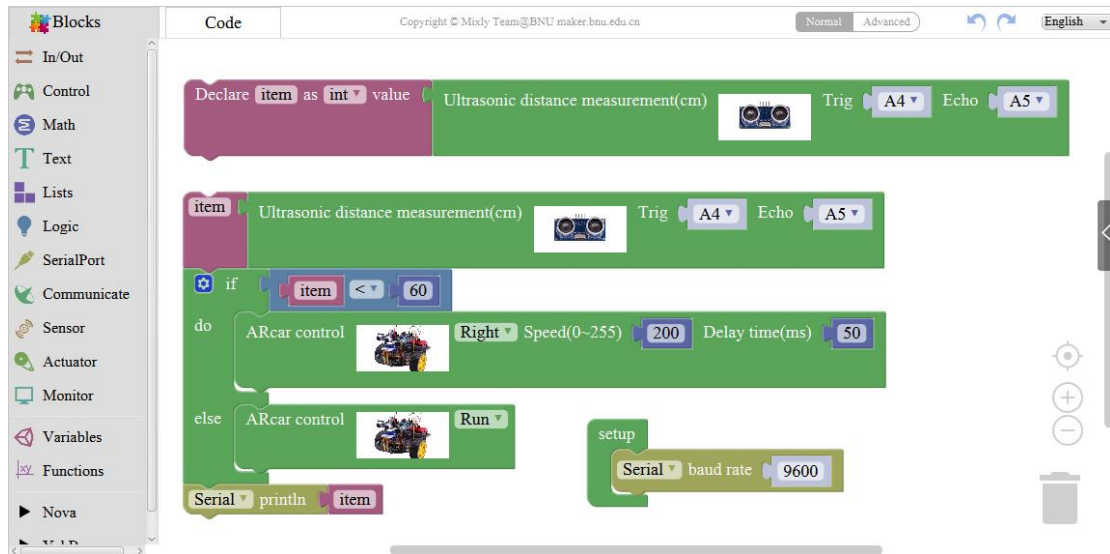 Blocks
Code
Copyright © Mixly Team@BNU maker.bnu.edu.cn
Normal Advanced
English
In/Out
Control
Math
Text
Lists
Logic
SerialPort
Communicate
Sensor
Actuator
Monitor
Variables
Functions
Nova
Declare item as int value Ultrasonic distance measurement(cm) Trig A4 Echo A5
item Ultrasonic distance measurement(cm) Trig A4 Echo A5
if item < 60
do ARcar control Right Speed(0~255) 200 Delay time(ms) 50
else ARcar control Run
Serial println item
setup
Serial baud rate 9600